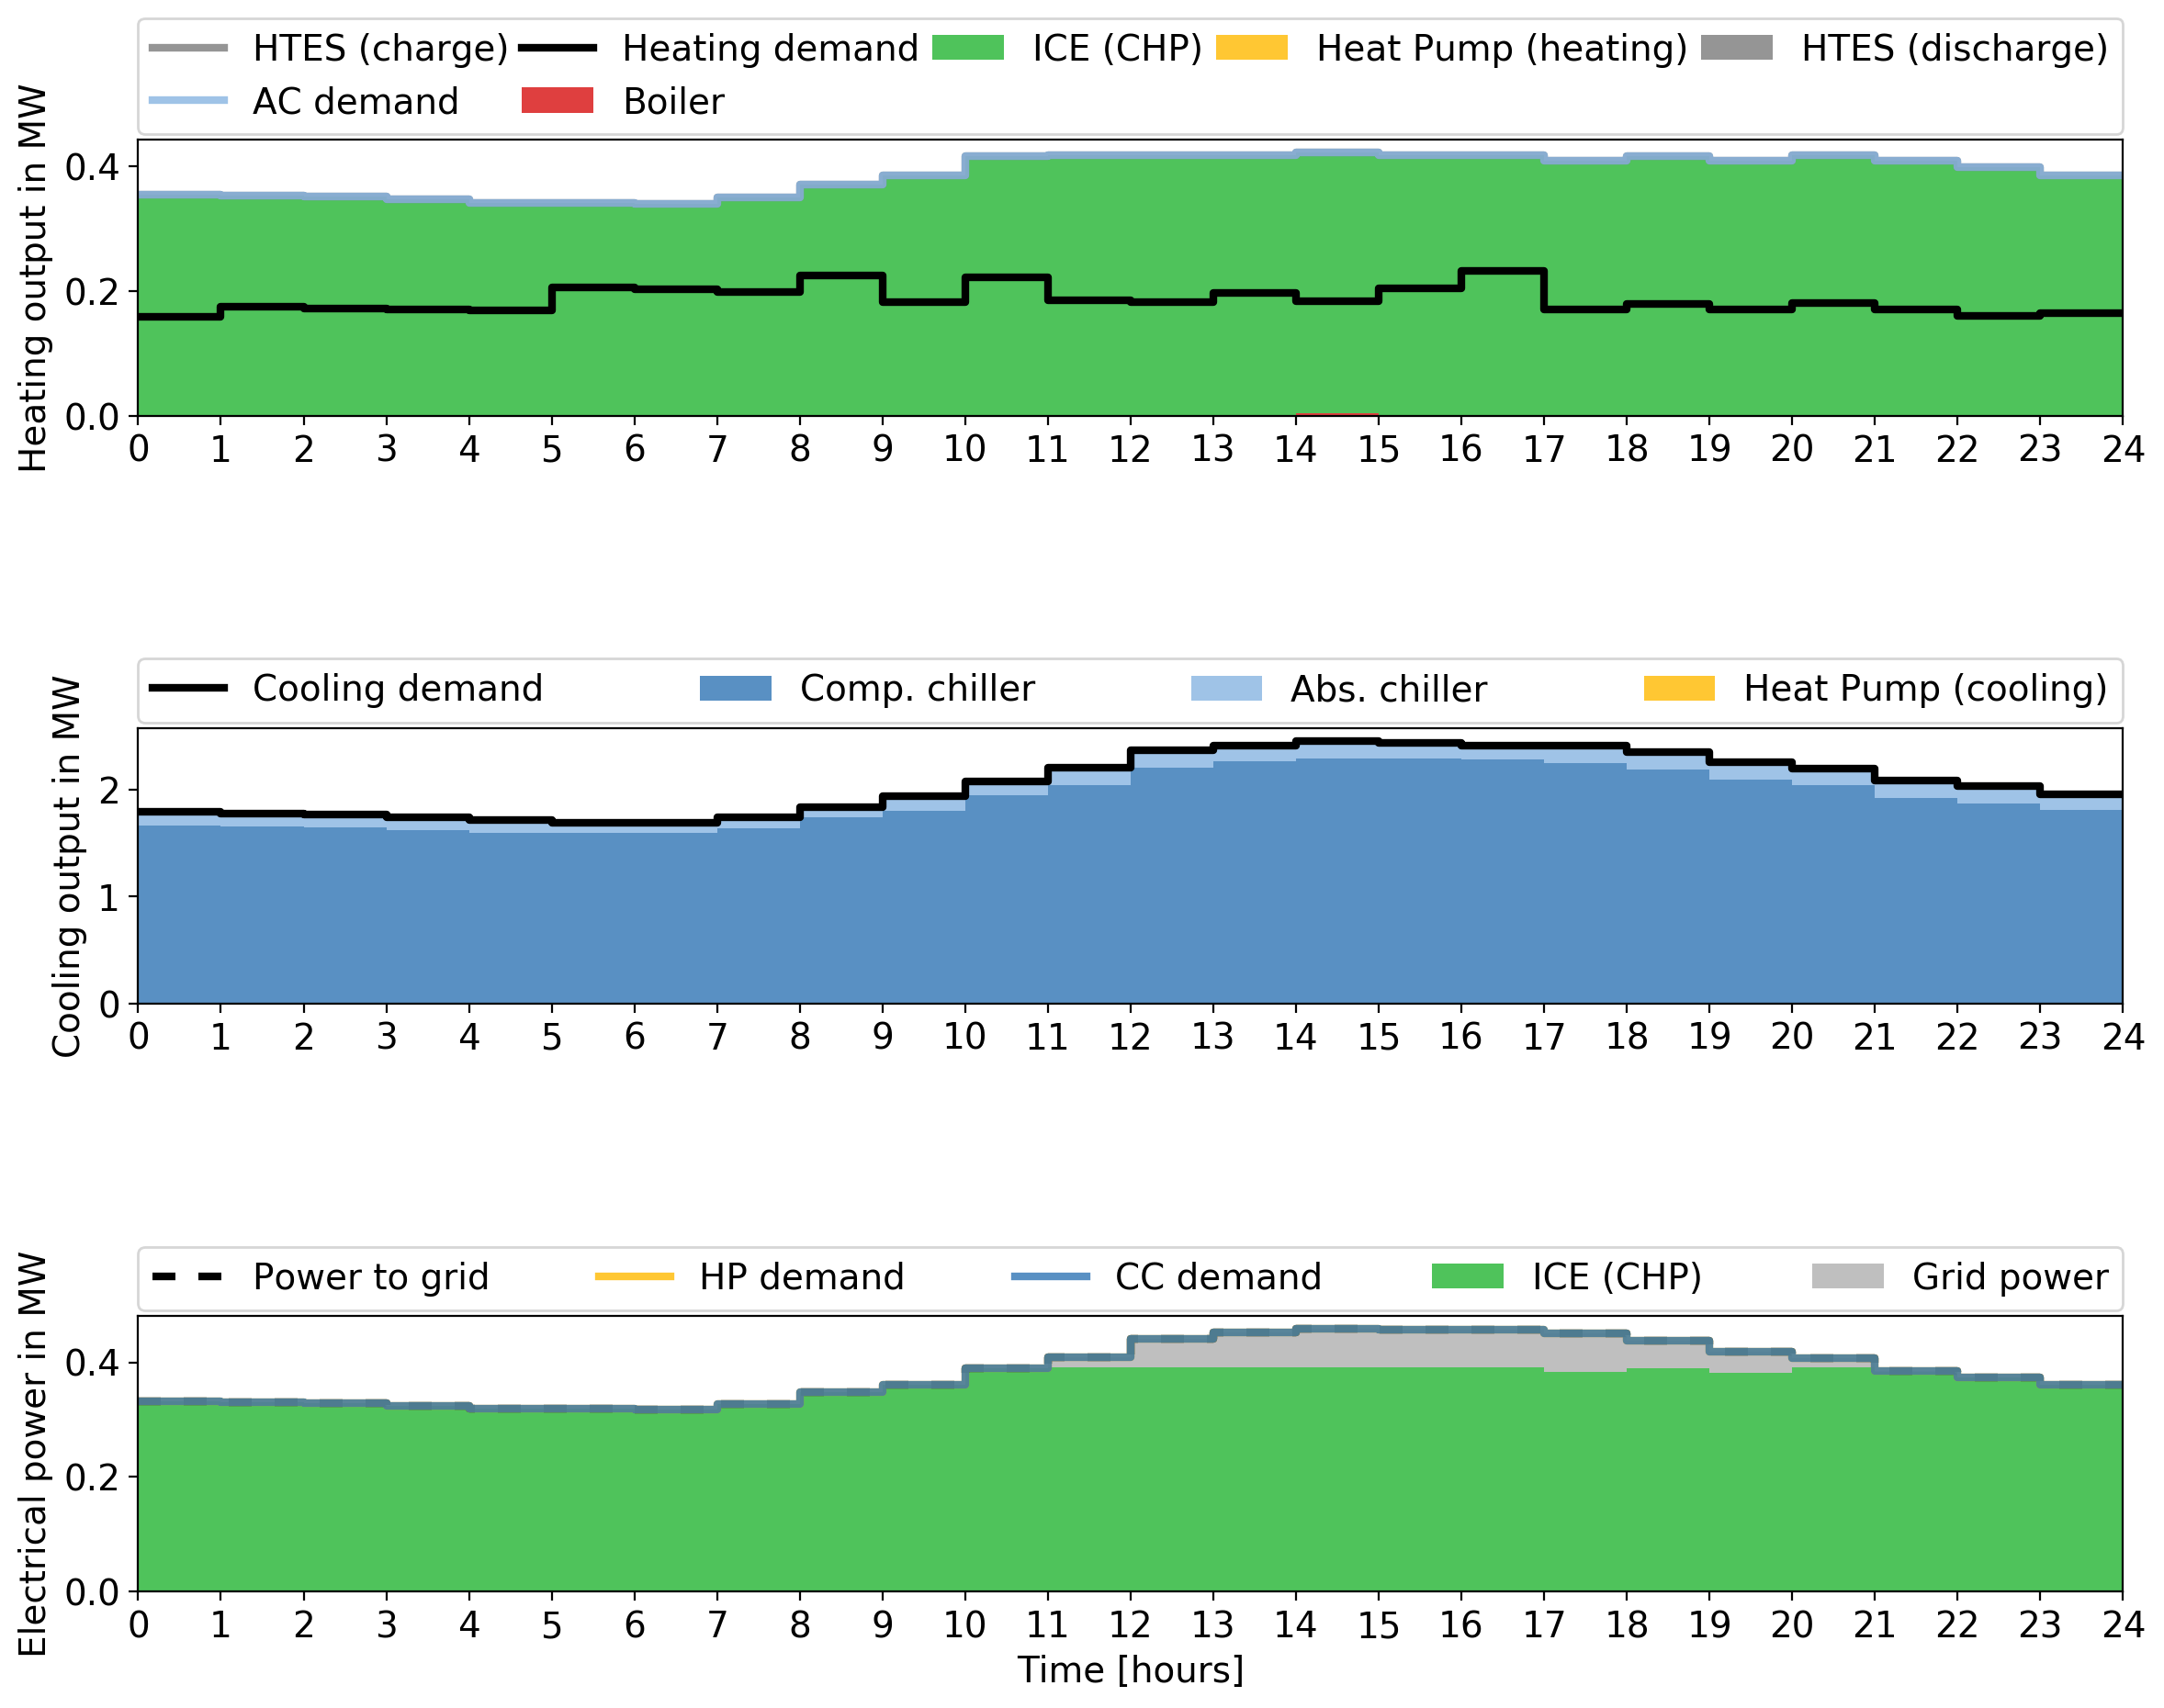 HTES (charge) Heating demand ICE (CHP) Heat Pump (heating) HTES (discharge)
AC demand Boiler
Heating output in MW
0.4
0.2
0.0
0 1 2 3 4 5 6 7 8 9 10 11 12 13 14 15 16 17 18 19 20 21 22 23 24
Cooling demand Comp. chiller Abs. chiller Heat Pump (cooling)
Cooling output in MW
2
1
0
0 1 2 3 4 5 6 7 8 9 10 11 12 13 14 15 16 17 18 19 20 21 22 23 24
Power to grid HP demand CC demand ICE (CHP) Grid power
Electrical power in MW
0.4
0.2
0.0
0 1 2 3 4 5 6 7 8 9 10 11 12 13 14 15 16 17 18 19 20 21 22 23 24
Time [hours]